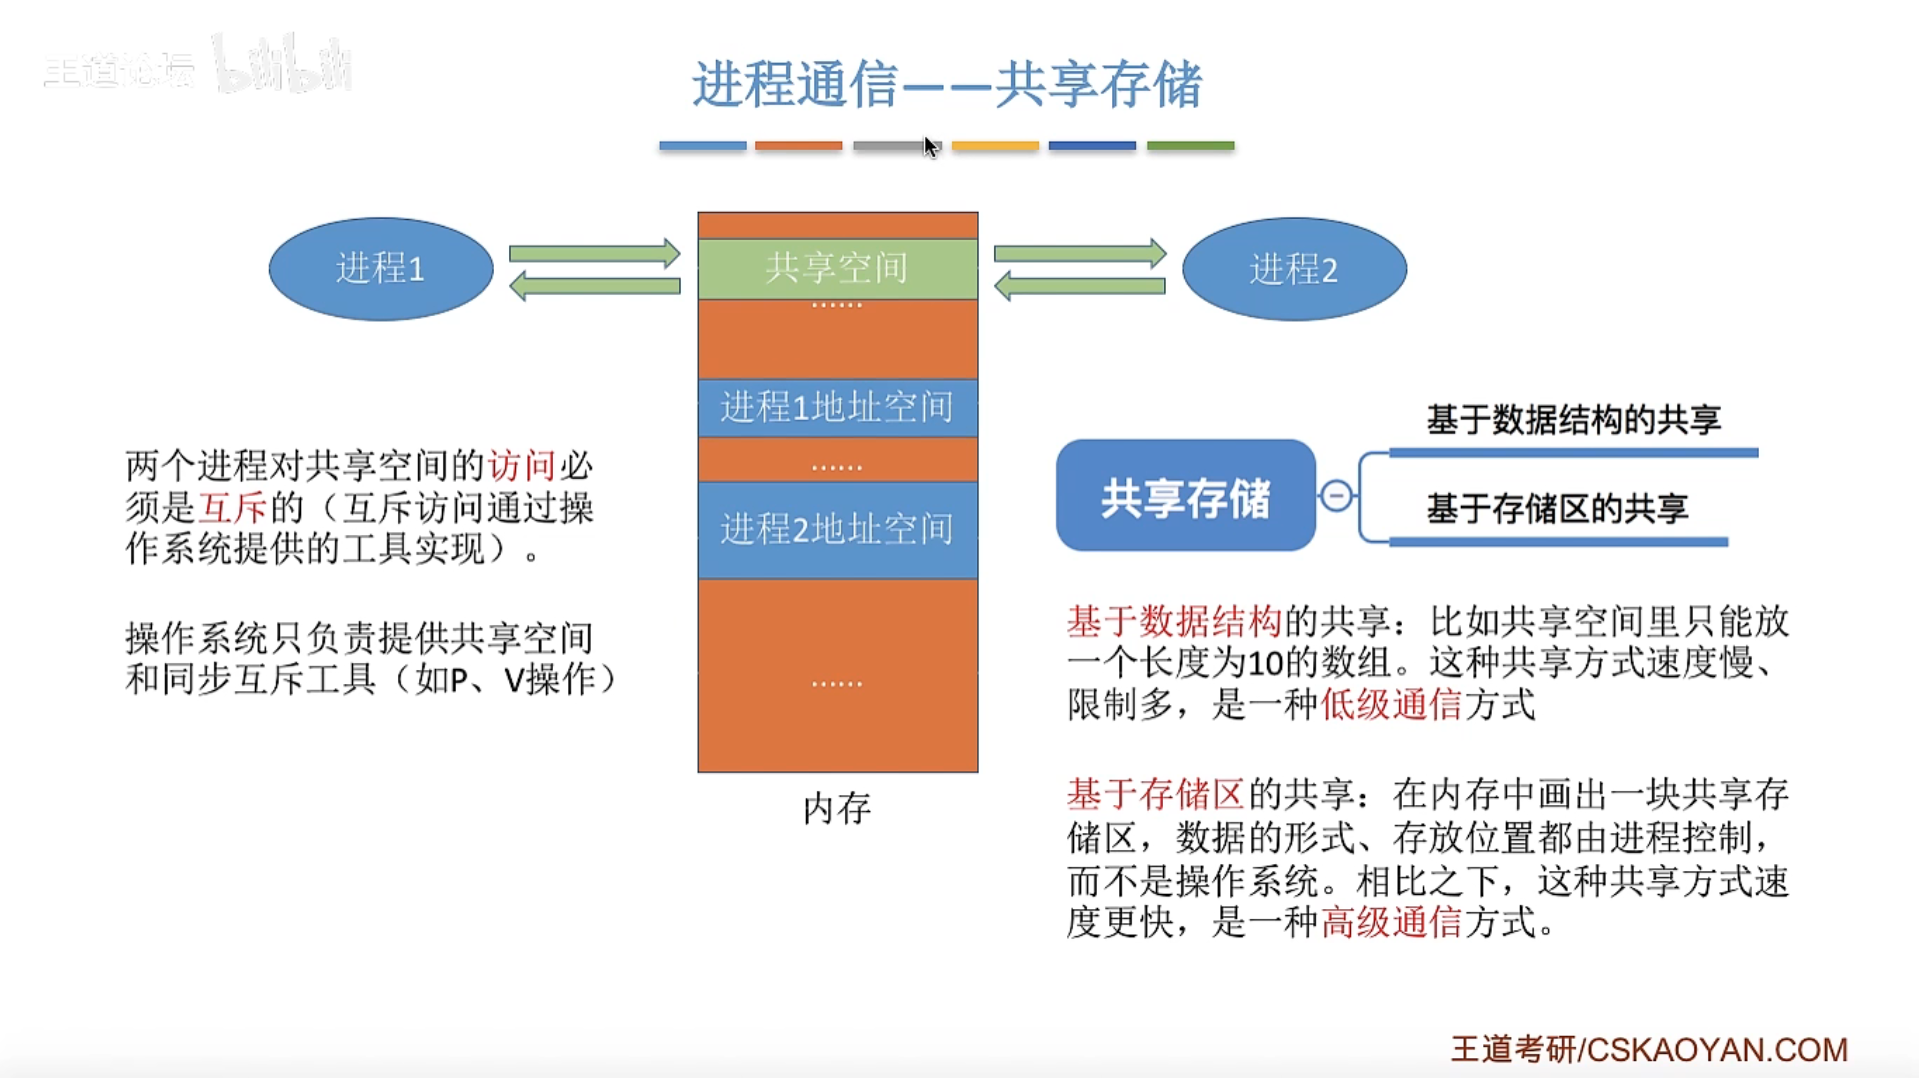 王道论坛 bilibili
进程通信——共享存储
进程1
共享空间
进程2
......
进程1地址空间
......
进程2地址空间
......
内存
两个进程对共享空间的访问必
须是互斥的（互斥访问通过操
作系统提供的工具实现）。
操作系统只负责提供共享空间
和同步互斥工具（如P、V操作）
共享存储
基于数据结构的共享
基于存储区的共享
基于数据结构的共享：比如共享空间里只能放
一个长度为10的数组。这种共享方式速度慢、
限制多，是一种低级通信方式
基于存储区的共享：在内存中画出一块共享存
储区，数据的形式、存放位置都由进程控制，
而不是操作系统。相比之下，这种共享方式速
度更快，是一种高级通信方式。
王道考研/CSKAOYAN.COM